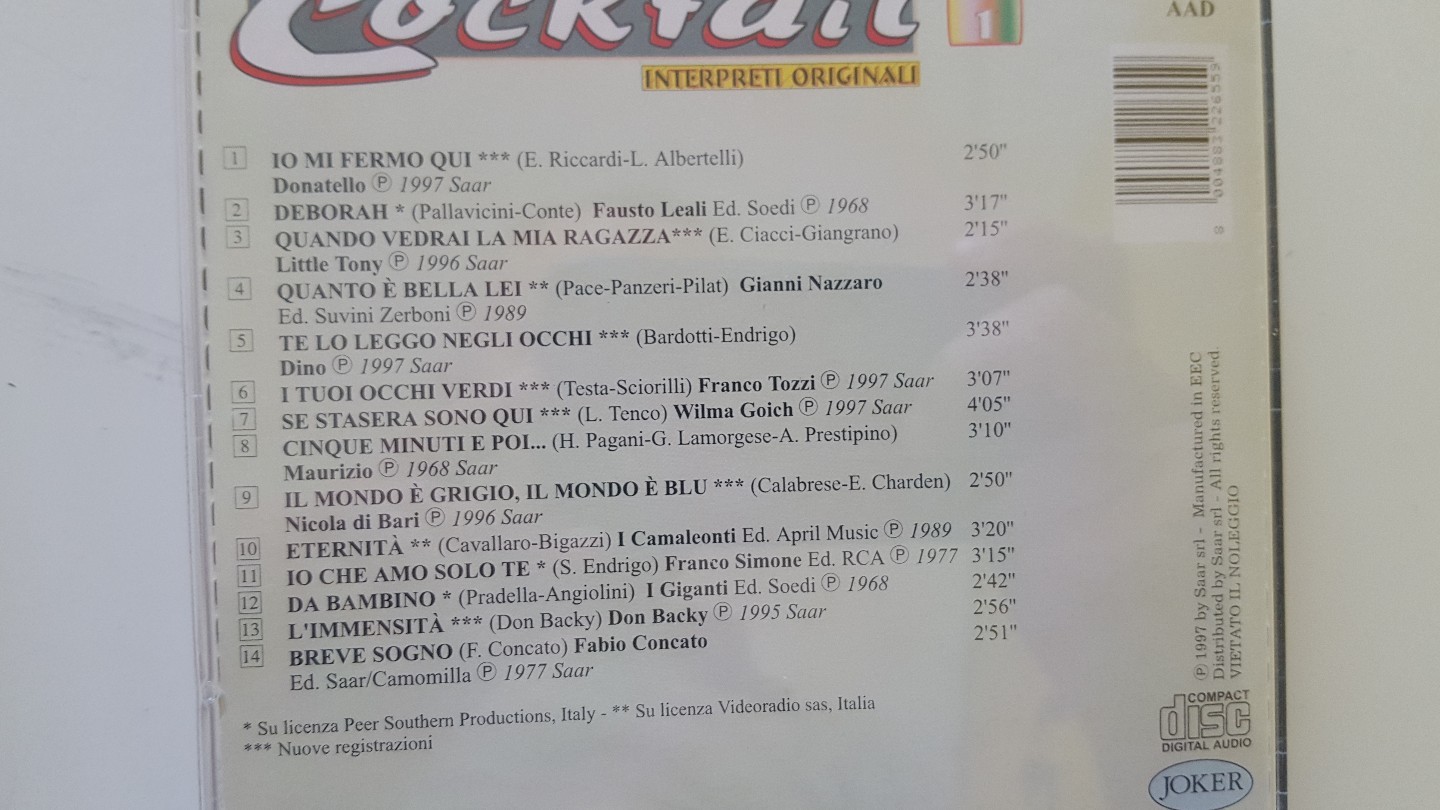 Cocktail
1
AAD
INTERPRETI ORIGINALI
1 IO MI FERMO QUI *** (E. Riccardi-L. Albertelli) 2'50"
Donatello Ⓟ 1997 Saar
2 DEBORAH * (Pallavicini-Conte) Fausto Leali Ed. Soedi Ⓟ 1968 3'17"
3 QUANDO VEDRAI LA MIA RAGAZZA*** (E. Ciacci-Giangrano) 2'15"
Little Tony Ⓟ 1996 Saar
4 QUANTO È BELLA LEI ** (Pace-Panzeri-Pilat) Gianni Nazzaro 2'38"
Ed. Suvini Zerboni Ⓟ 1989
5 TE LO LEGGO NEGLI OCCHI *** (Bardotti-Endrigo) 3'38"
Dino Ⓟ 1997 Saar
6 I TUOI OCCHI VERDI *** (Testa-Sciorilli) Franco Tozzi Ⓟ 1997 Saar 3'07"
7 SE STASERA SONO QUI *** (L. Tenco) Wilma Goich Ⓟ 1997 Saar 4'05"
8 CINQUE MINUTI E POI... (H. Pagani-G. Lamorgese-A. Prestipino) 3'10"
Maurizio Ⓟ 1968 Saar
9 IL MONDO È GRIGIO, IL MONDO È BLU *** (Calabrese-E. Charden) 2'50"
Nicola di Bari Ⓟ 1996 Saar
10 ETERNITÀ ** (Cavallaro-Bigazzi) I Camaleonti Ed. April Music Ⓟ 1989 3'20"
11 IO CHE AMO SOLO TE * (S. Endrigo) Franco Simone Ed. RCA Ⓟ 1977 3'15"
12 DA BAMBINO * (Pradella-Angiolini) I Giganti Ed. Soedi Ⓟ 1968 2'42"
13 L'IMMENSITÀ *** (Don Backy) Don Backy Ⓟ 1995 Saar 2'56"
14 BREVE SOGNO (F. Concato) Fabio Concato 2'51"
Ed. Saar/Camomilla Ⓟ 1977 Saar
* Su licenza Peer Southern Productions, Italy - ** Su licenza Videoradio sas, Italia
*** Nuove registrazioni
8 004883 226559
Ⓟ 1997 by Saar srl - Manufactured in EEC
Distributed by Saar srl - All rights reserved.
VIETATO IL NOLEGGIO
COMPACT
disc
DIGITAL AUDIO
JOKER